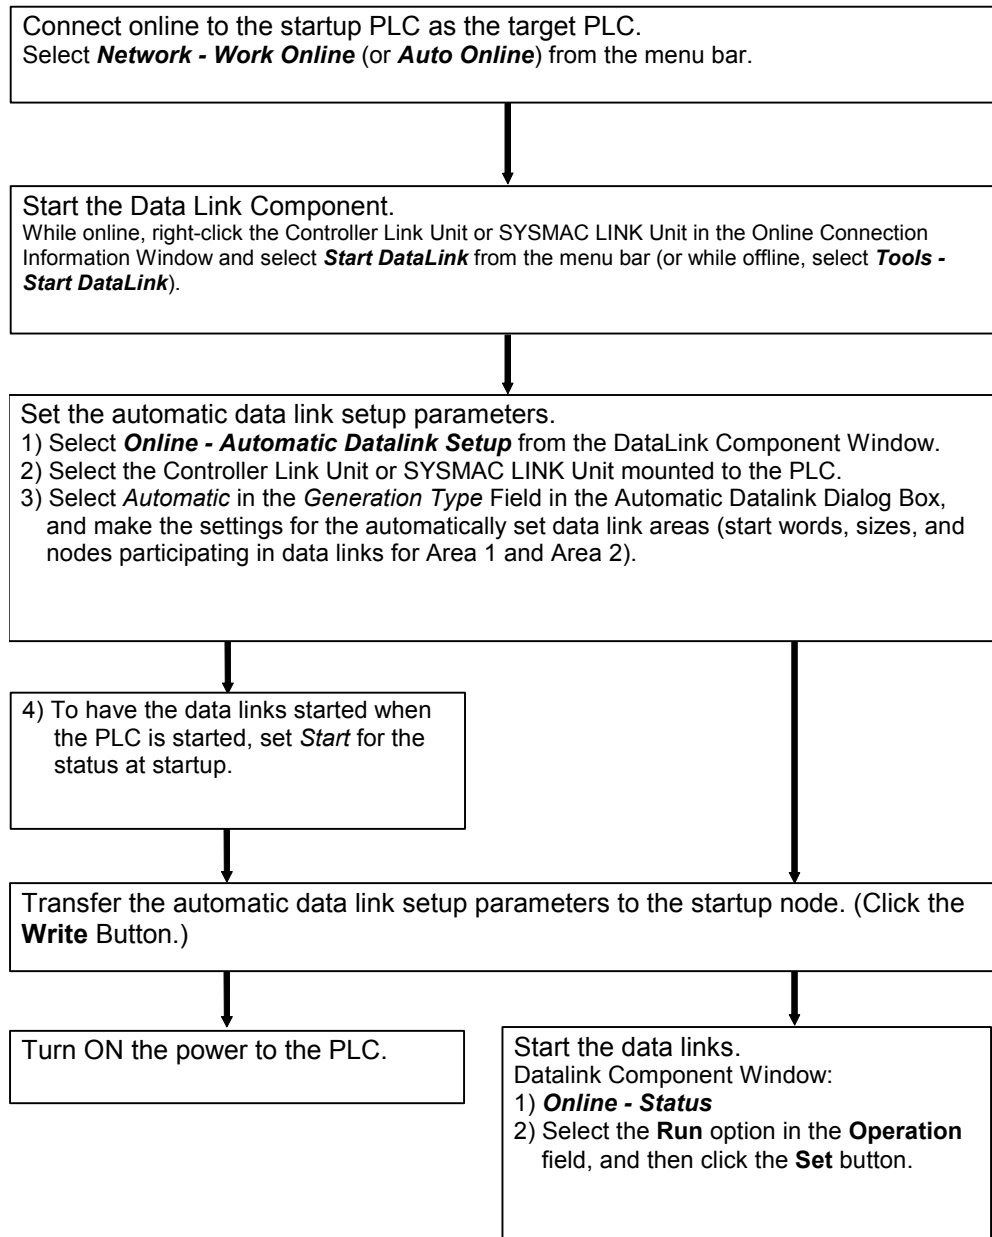 Connect online to the startup PLC as the target PLC.
Select Network - Work Online (or Auto Online) from the menu bar.
Start the Data Link Component.
While online, right-click the Controller Link Unit or SYSMAC LINK Unit in the Online Connection
Information Window and select Start DataLink from the menu bar (or while offline, select Tools -
Start DataLink).
Set the automatic data link setup parameters.
1) Select Online - Automatic Datalink Setup from the DataLink Component Window.
2) Select the Controller Link Unit or SYSMAC LINK Unit mounted to the PLC.
3) Select Automatic in the Generation Type Field in the Automatic Datalink Dialog Box,
and make the settings for the automatically set data link areas (start words, sizes, and
nodes participating in data links for Area 1 and Area 2).
4) To have the data links started when
the PLC is started, set Start for the
status at startup.
Transfer the automatic data link setup parameters to the startup node. (Click the
Write Button.)
Turn ON the power to the PLC.
Start the data links.
Datalink Component Window:
1) Online - Status
2) Select the Run option in the Operation
field, and then click the Set button.